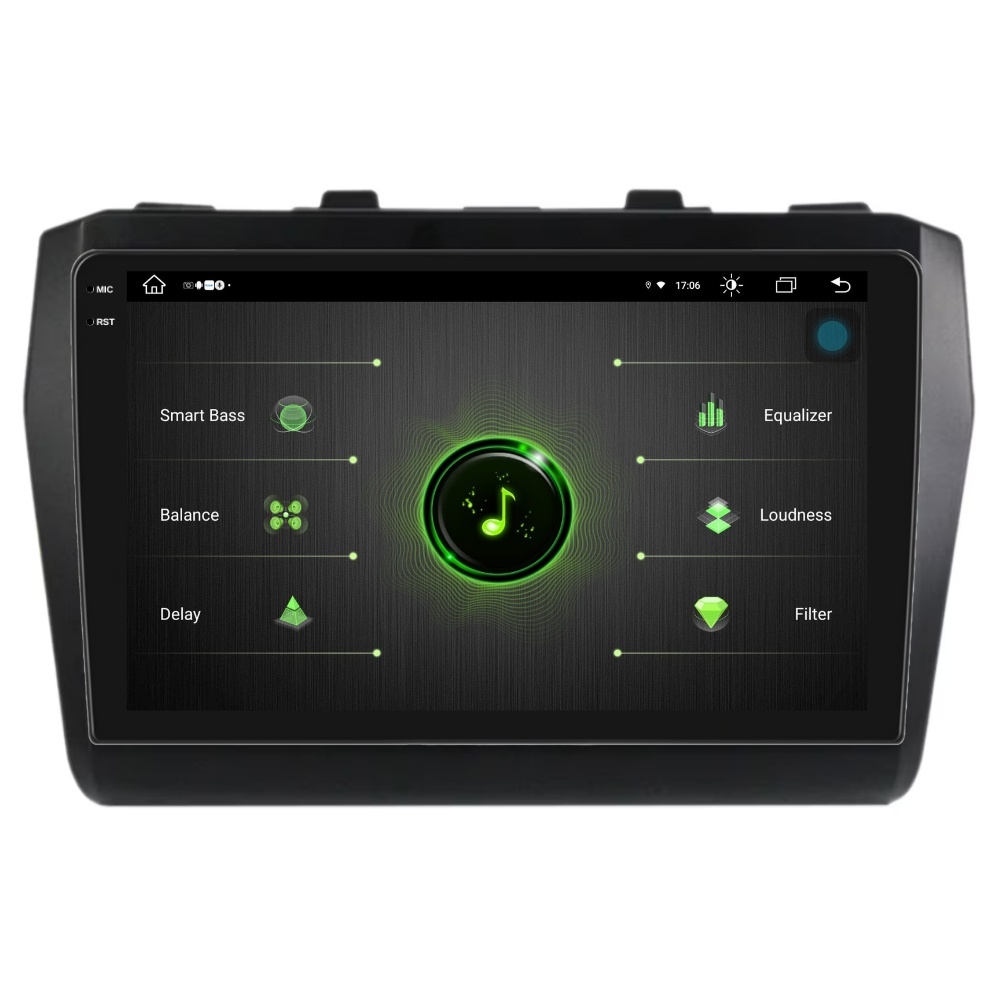 MIC
17:06
RST
Smart Bass
Equalizer
Balance
Loudness
Delay
Filter